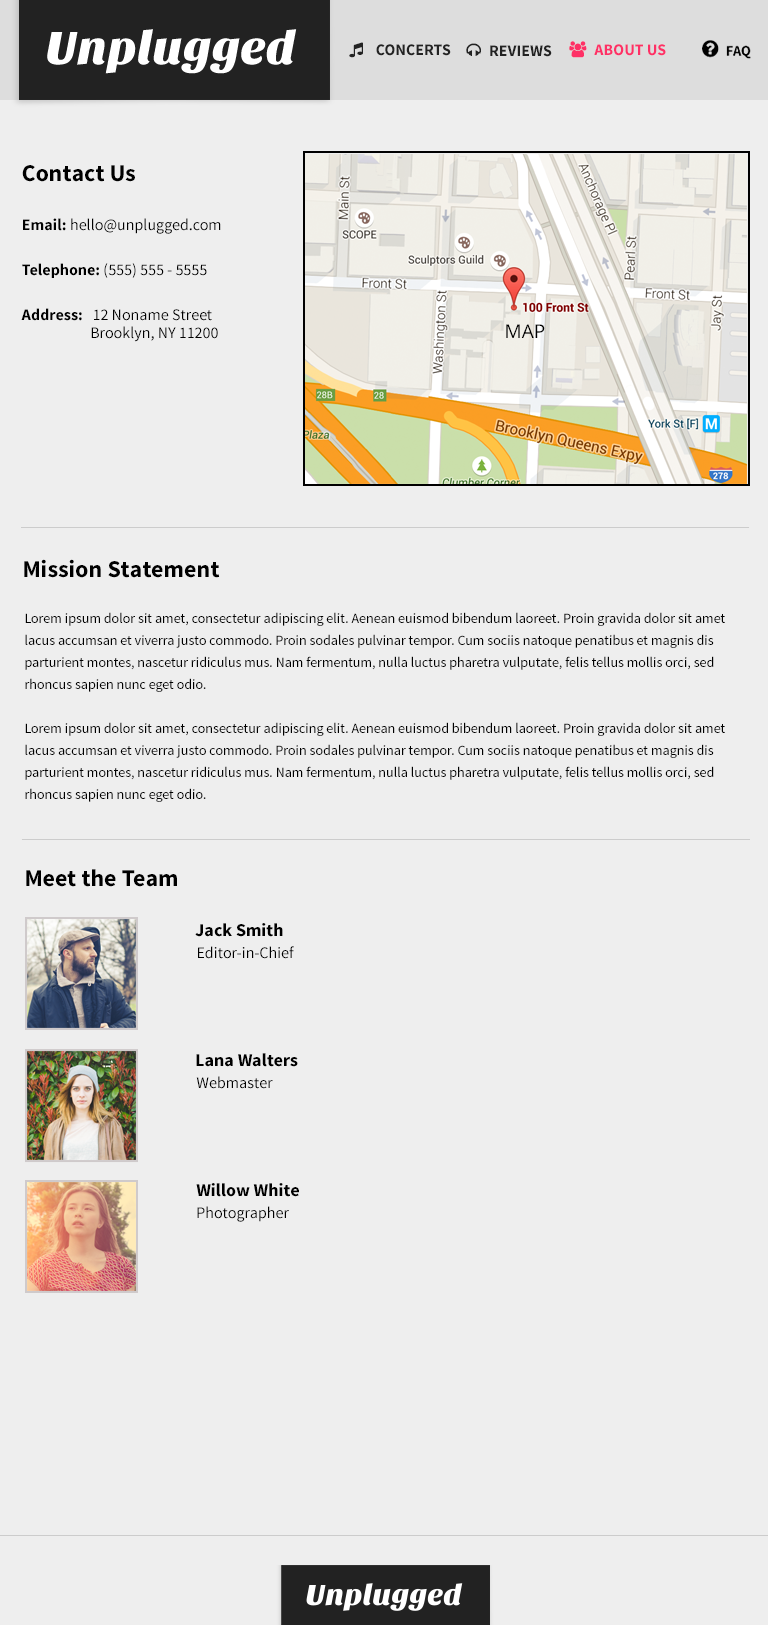 Unplugged
CONCERTS
REVIEWS
ABOUT US
FAQ
Contact Us
Email: hello@unplugged.com
Telephone: (555) 555 - 5555
Address: 12 Noname Street
Brooklyn, NY 11200
Main St
Anchorage Pl
SCOPE
Sculptors Guild
Pearl St
Front St
Front St
Jay St
100 Front St
MAP
Washington St
28B
28
York St [F]
M
Plaza
Brooklyn Queens Expy
278
Clumber Corner
Mission Statement
Lorem ipsum dolor sit amet, consectetur adipiscing elit. Aenean euismod bibendum laoreet. Proin gravida dolor sit amet
lacus accumsan et viverra justo commodo. Proin sodales pulvinar tempor. Cum sociis natoque penatibus et magnis dis
parturient montes, nascetur ridiculus mus. Nam fermentum, nulla luctus pharetra vulputate, felis tellus mollis orci, sed
rhoncus sapien nunc eget odio.
Lorem ipsum dolor sit amet, consectetur adipiscing elit. Aenean euismod bibendum laoreet. Proin gravida dolor sit amet
lacus accumsan et viverra justo commodo. Proin sodales pulvinar tempor. Cum sociis natoque penatibus et magnis dis
parturient montes, nascetur ridiculus mus. Nam fermentum, nulla luctus pharetra vulputate, felis tellus mollis orci, sed
rhoncus sapien nunc eget odio.
Meet the Team
Jack Smith
Editor-in-Chief
Lana Walters
Webmaster
Willow White
Photographer
Unplugged